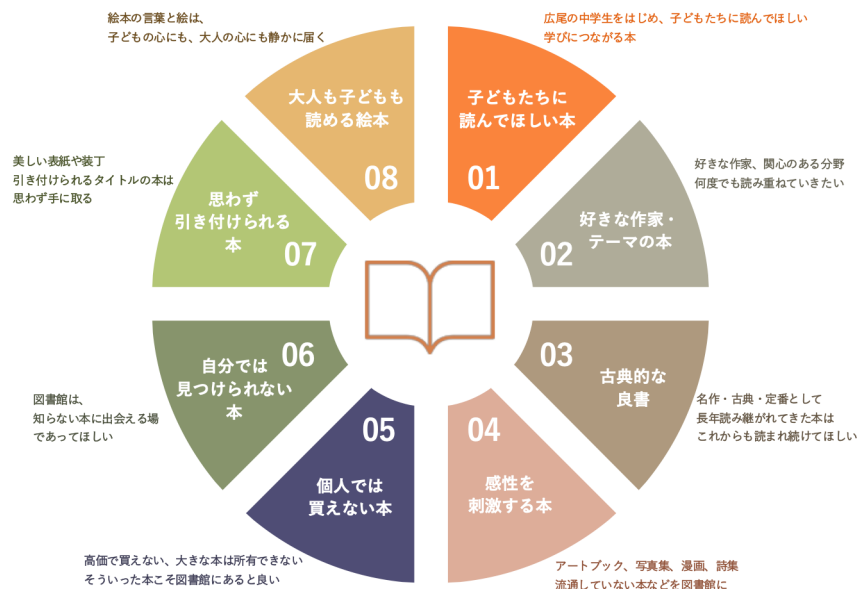 広尾の中学生をはじめ、子どもたちに読んでほしい
学びにつながる本
子どもたちに
読んでほしい本
01
好きな作家、関心のある分野
何度でも読み重ねていきたい
好きな作家・
テーマの本
02
03
古典的な
良書
名作・古典・定番として
長年読み継がれてきた本は
これからも読まれ続けてほしい
04
感性を
刺激する本
アートブック、写真集、漫画、詩集
流通していない本などを図書館に
05
個人では
買えない本
高価で買えない、大きな本は所有できない
そういった本こそ図書館にあると良い
06
自分では
見つけられない
本
図書館は、
知らない本に出会える場
であってほしい
美しい表紙や装丁
引き付けられるタイトルの本は
思わず手に取る
思わず
引き付けられる
本
07
絵本の言葉と絵は、
子どもの心にも、大人の心にも静かに届く
大人も子どもも
読める絵本
08